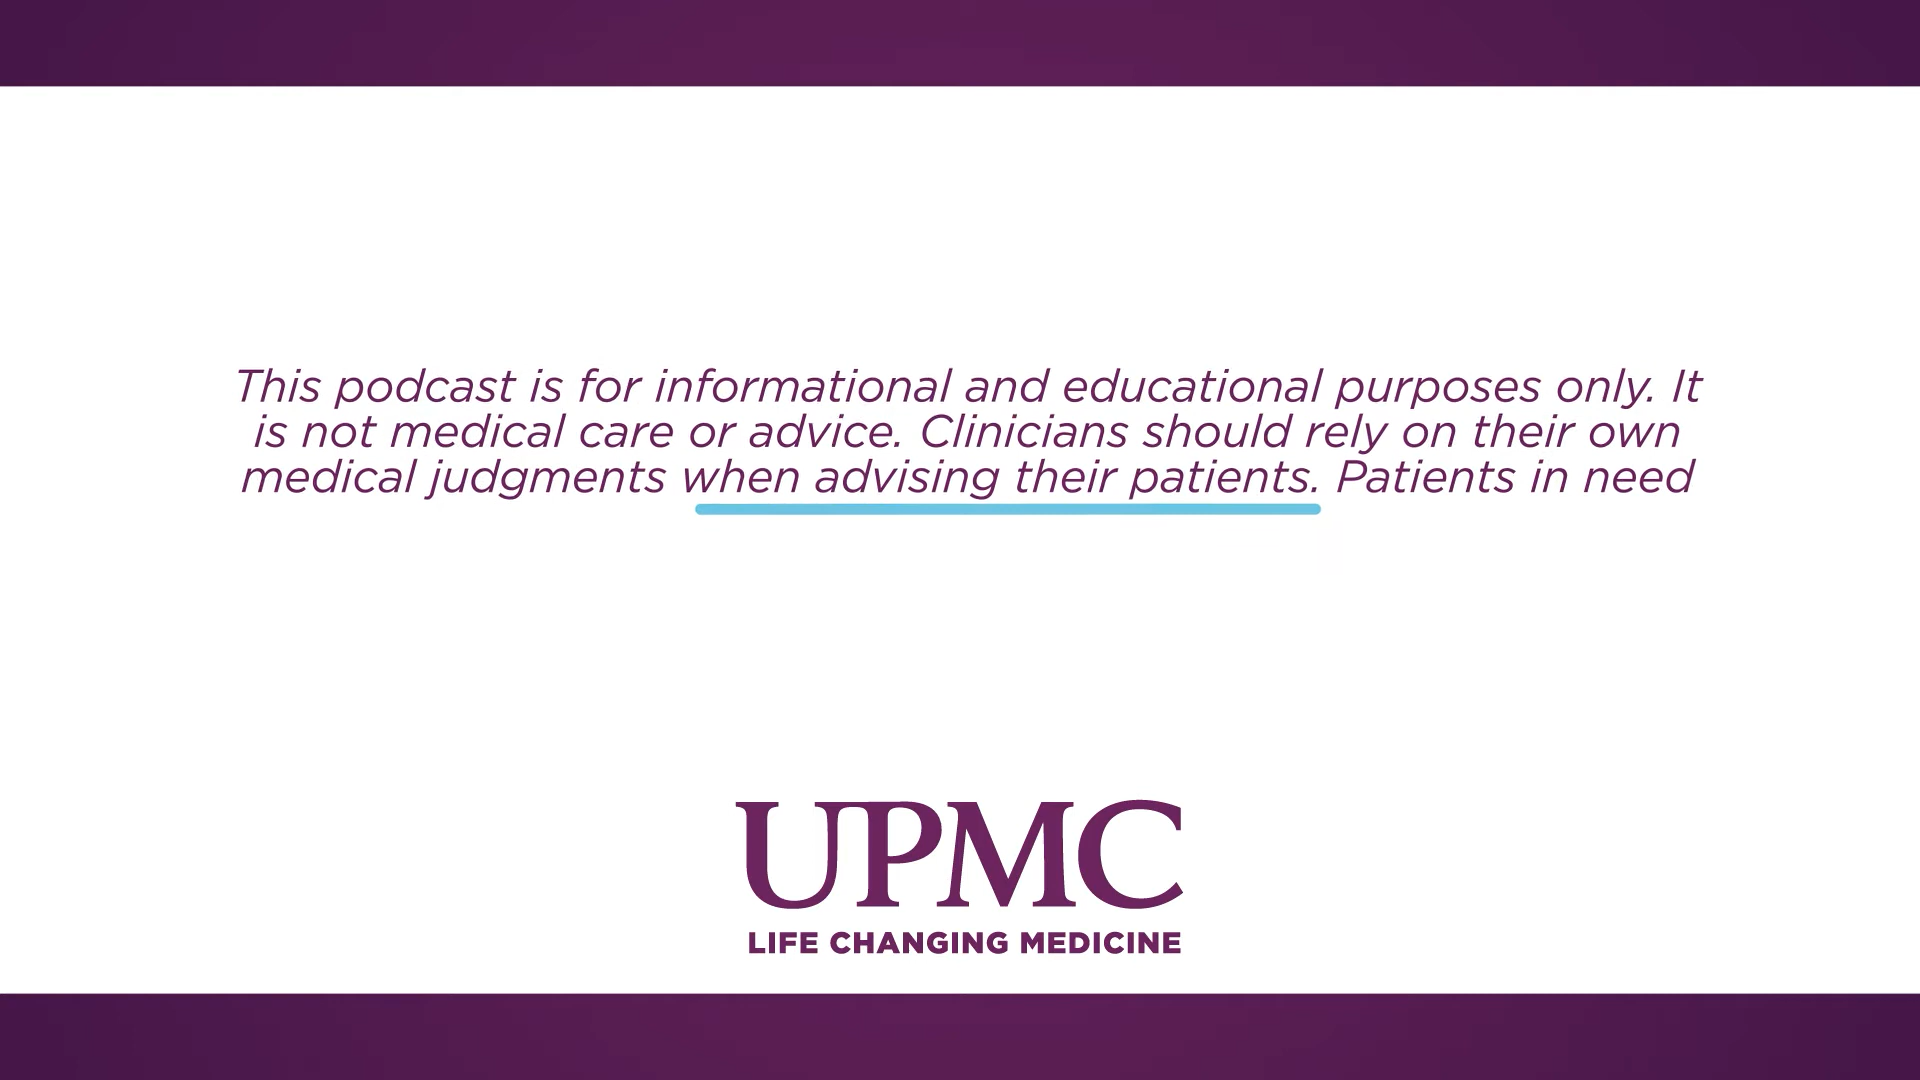 This podcast is for informational and educational purposes only. It
is not medical care or advice. Clinicians should rely on their own
medical judgments when advising their patients. Patients in need
UPMC
LIFE CHANGING MEDICINE